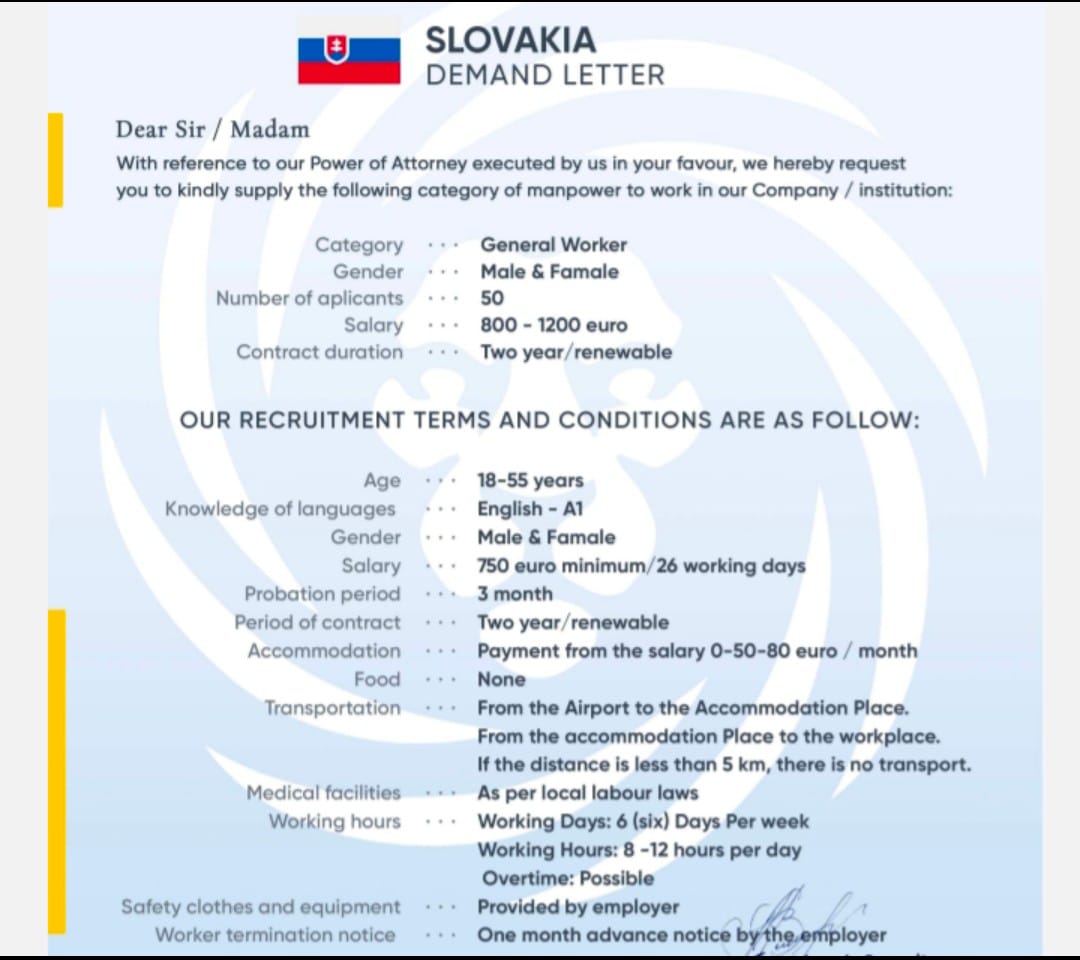 SLOVAKIA
DEMAND LETTER
Dear Sir / Madam
With reference to our Power of Attorney executed by us in your favour, we hereby request
you to kindly supply the following category of manpower to work in our Company / institution:
Category ... General Worker
Gender ... Male & Famale
Number of aplicants ... 50
Salary ... 800 - 1200 euro
Contract duration ... Two year/renewable
OUR RECRUITMENT TERMS AND CONDITIONS ARE AS FOLLOW:
Age ... 18-55 years
Knowledge of languages ... English - A1
Gender ... Male & Famale
Salary ... 750 euro minimum/26 working days
Probation period ... 3 month
Period of contract ... Two year/renewable
Accommodation ... Payment from the salary 0-50-80 euro / month
Food ... None
Transportation ... From the Airport to the Accommodation Place.
From the accommodation Place to the workplace.
If the distance is less than 5 km, there is no transport.
Medical facilities ... As per local labour laws
Working hours ... Working Days: 6 (six) Days Per week
Working Hours: 8 -12 hours per day
Overtime: Possible
Safety clothes and equipment ... Provided by employer
Worker termination notice ... One month advance notice by the employer